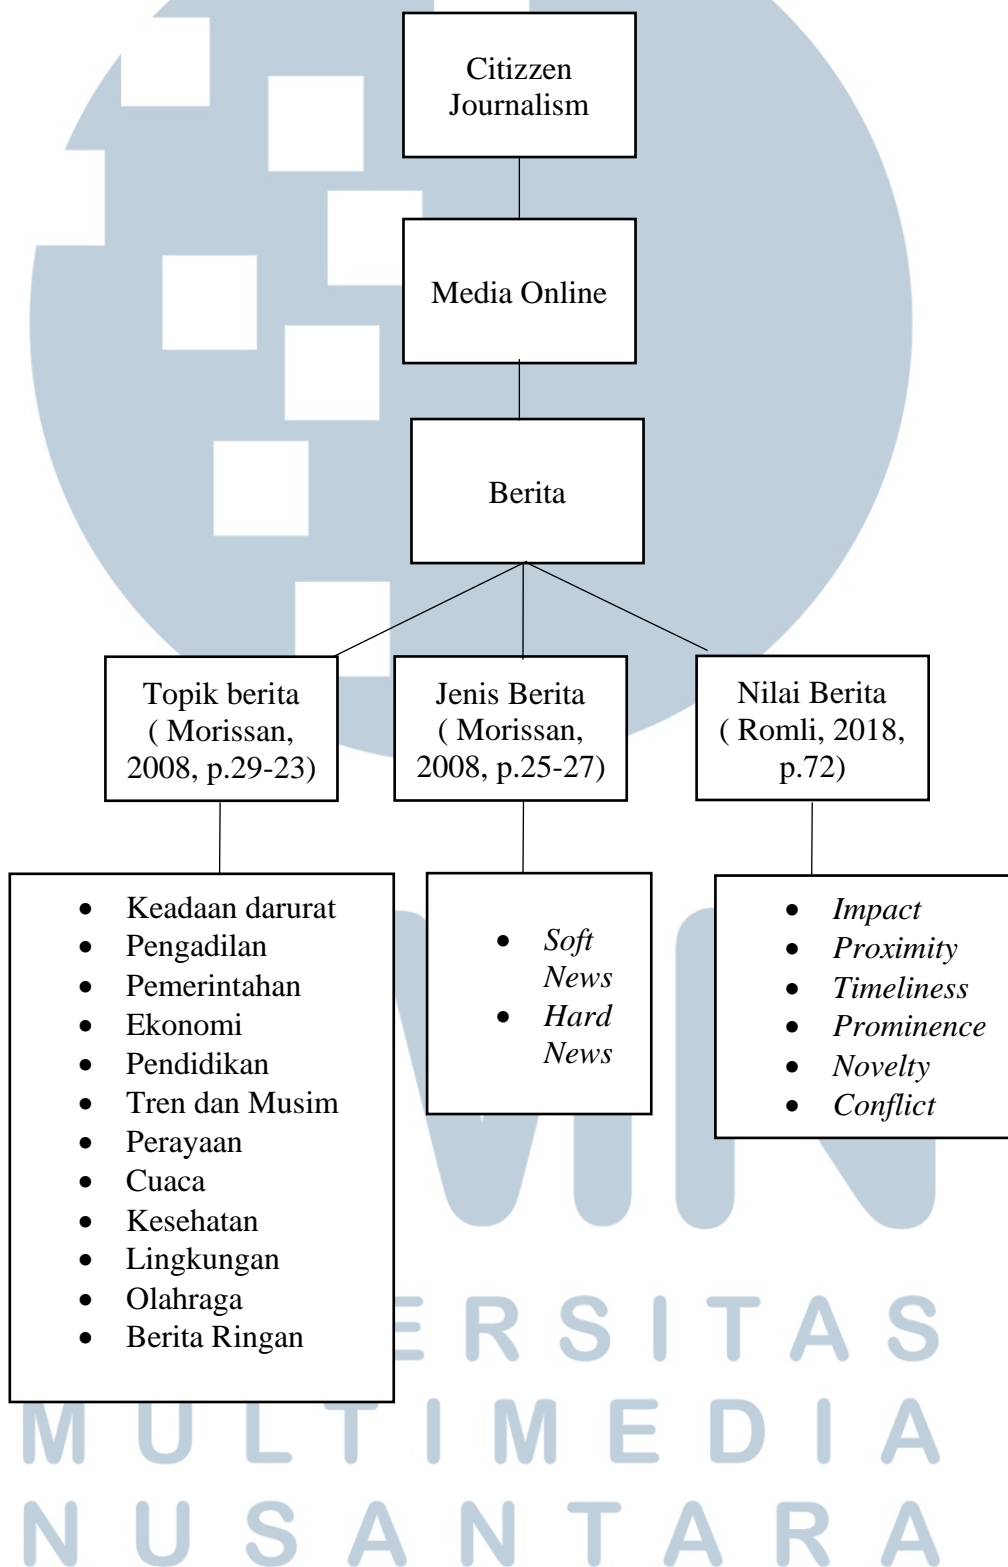 Citizzen
Journalism
Media Online
Berita
Topik berita
( Morissan,
2008, p.29-23)
Jenis Berita
( Morissan,
2008, p.25-27)
Nilai Berita
( Romli, 2018,
p.72)
• Keadaan darurat
• Pengadilan
• Pemerintahan
• Ekonomi
• Pendidikan
• Tren dan Musim
• Perayaan
• Cuaca
• Kesehatan
• Lingkungan
• Olahraga
• Berita Ringan
• Soft
News
• Hard
News
• Impact
• Proximity
• Timeliness
• Prominence
• Novelty
• Conflict
ERSITAS
MULTIMEDIA
NUSANTARA